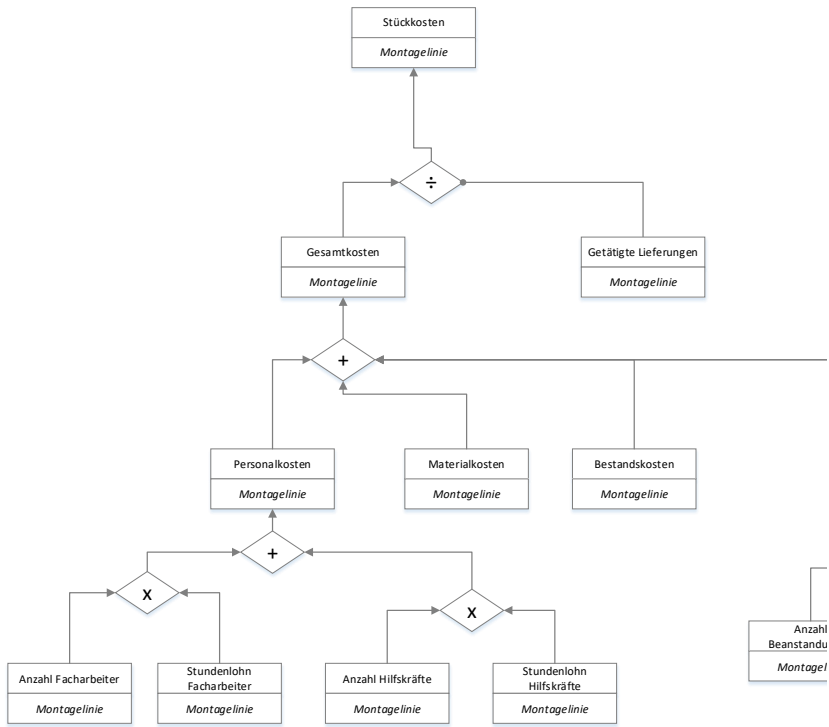 Stückkosten
Montagelinie
÷
Gesamtkosten
Montagelinie
Getätigte Lieferungen
Montagelinie
+
Personalkosten
Montagelinie
Materialkosten
Montagelinie
Bestandskosten
Montagelinie
+
x
x
Anzahl Facharbeiter
Montagelinie
Stundenlohn
Facharbeiter
Montagelinie
Anzahl Hilfskräfte
Montagelinie
Stundenlohn
Hilfskräfte
Montagelinie
Anzahl